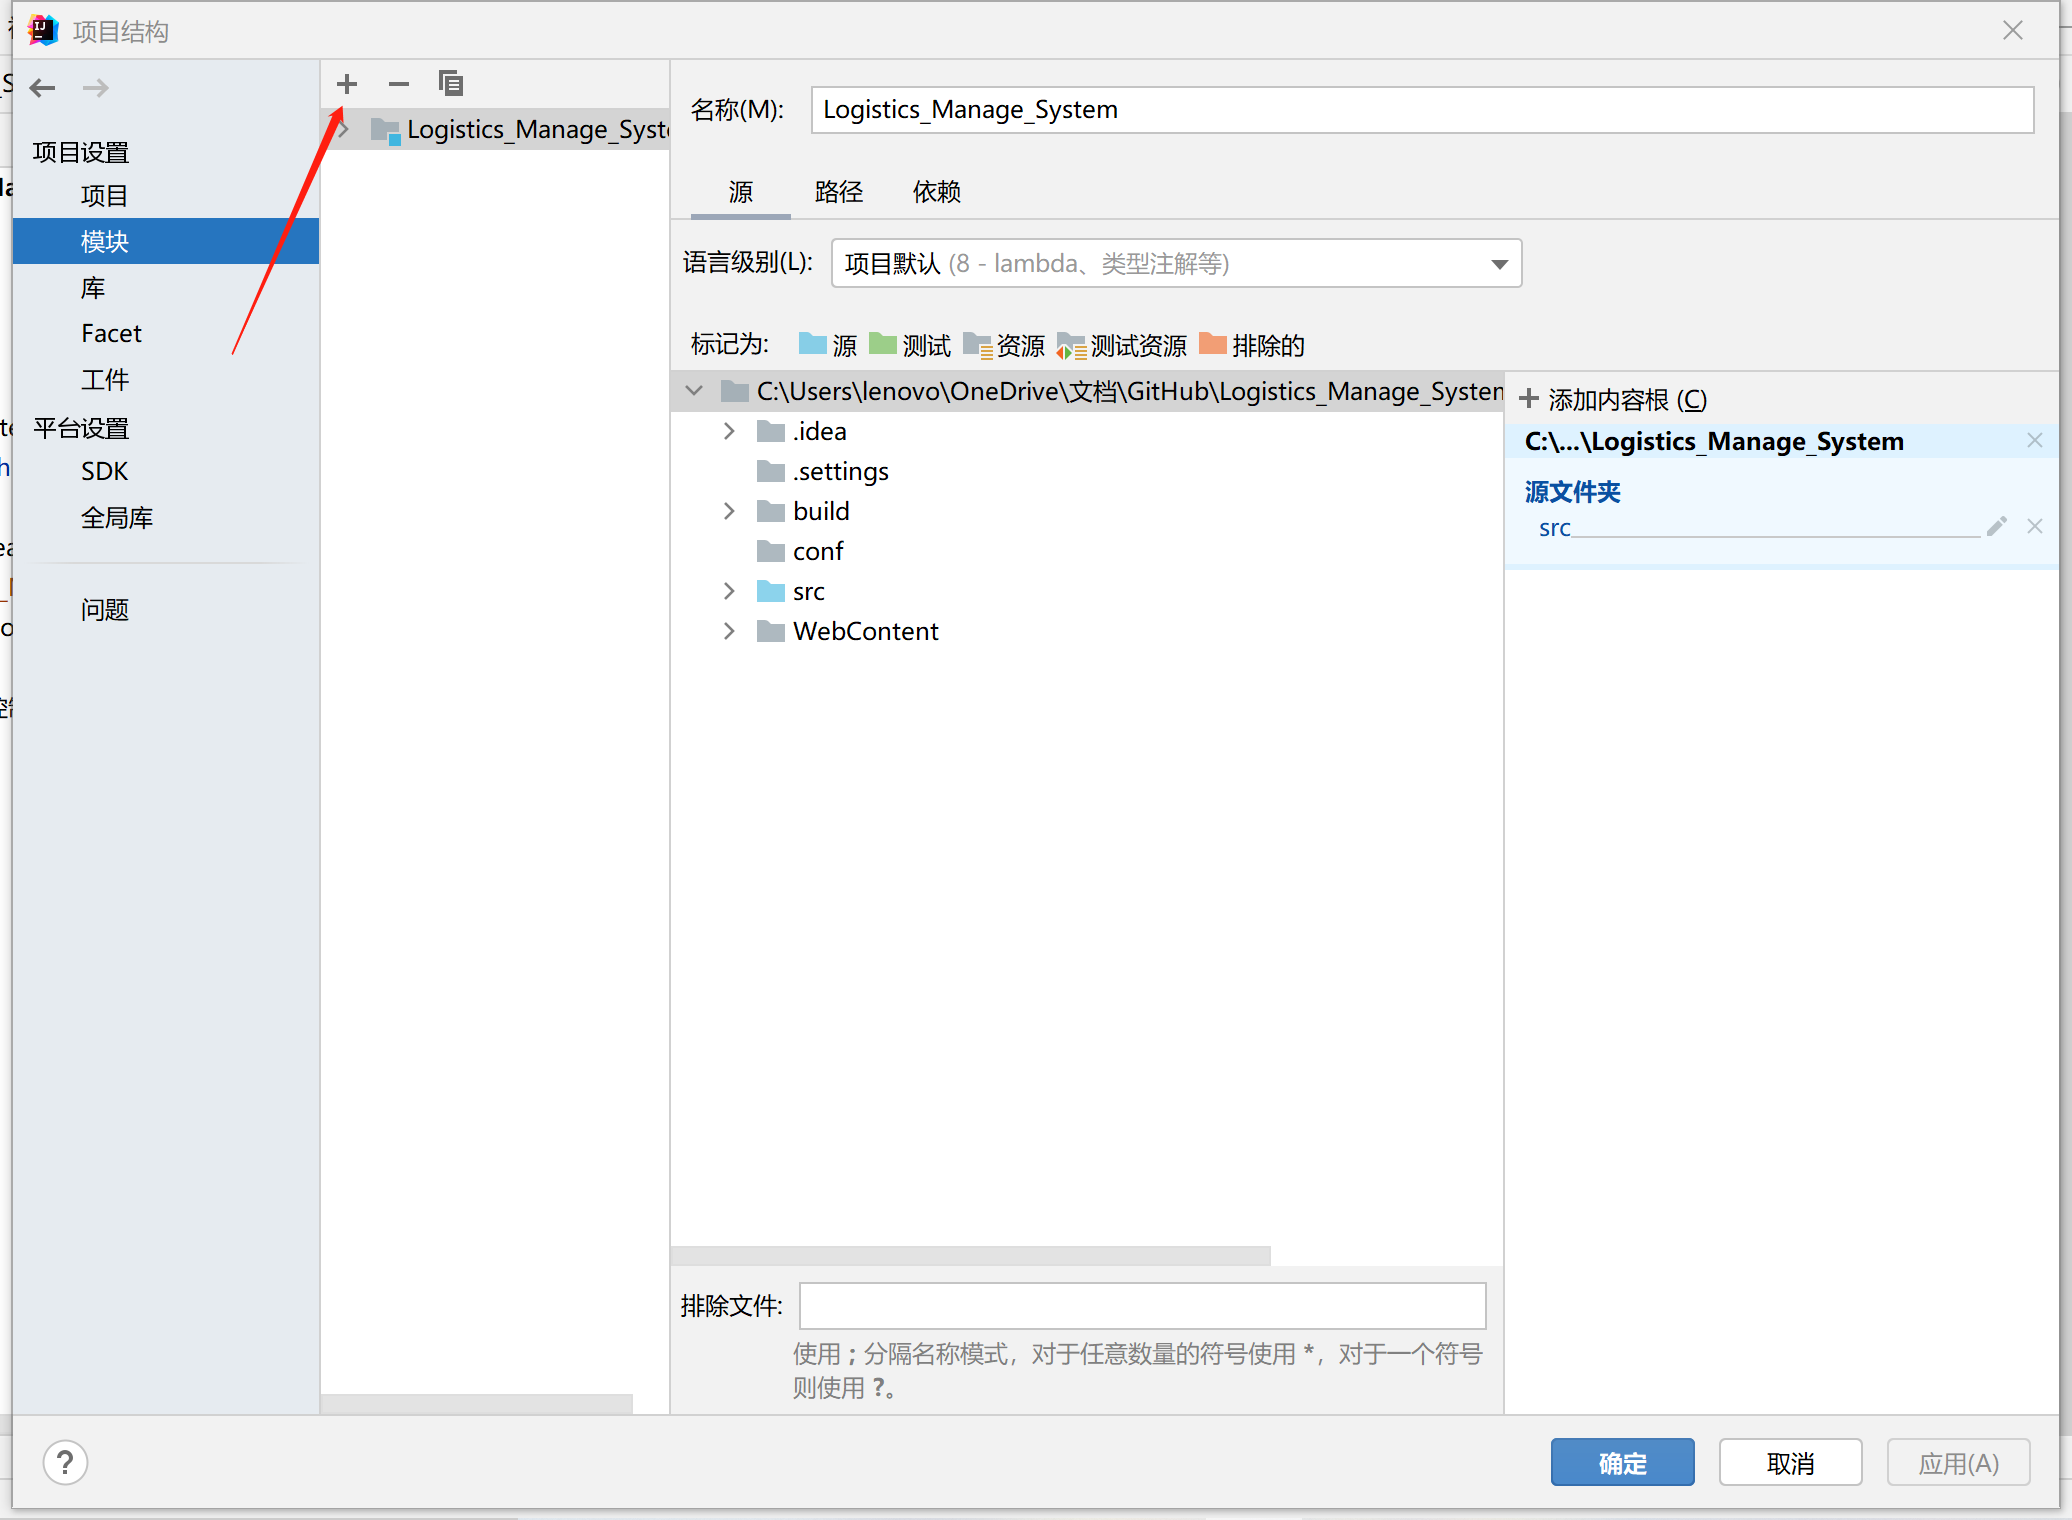 项目结构
项目设置
项目
模块
库
Facet
工件
平台设置
SDK
全局库
问题
Logistics_Manage_Syst
名称(M):
Logistics_Manage_System
源
路径
依赖
语言级别(L):
项目默认 (8 - lambda、类型注解等)
标记为:
源
测试
资源
测试资源
排除的
C:\Users\lenovo\OneDrive\文档\GitHub\Logistics_Manage_System
.idea
.settings
build
conf
src
WebContent
添加内容根 (C)
C:\...\Logistics_Manage_System
源文件夹
src
排除文件:
使用 ; 分隔名称模式，对于任意数量的符号使用 *，对于一个符号
则使用 ?。
?
确定
取消
应用(A)